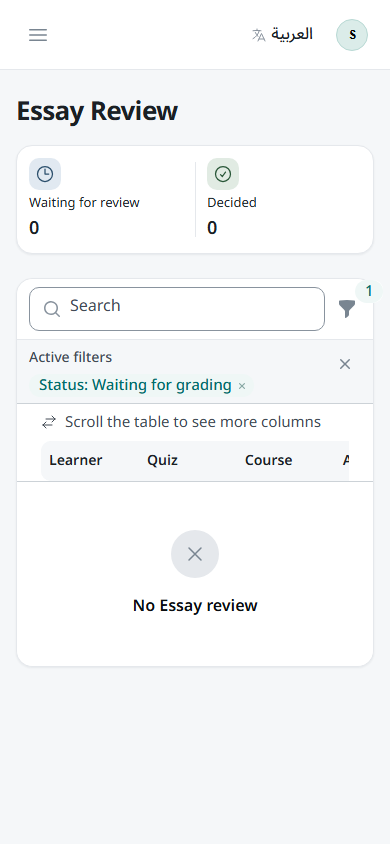 العربية
S
Essay Review
Waiting for review
0
Decided
0
Search
1
Active filters
Status: Waiting for grading ×
Scroll the table to see more columns
Learner Quiz Course
No Essay review